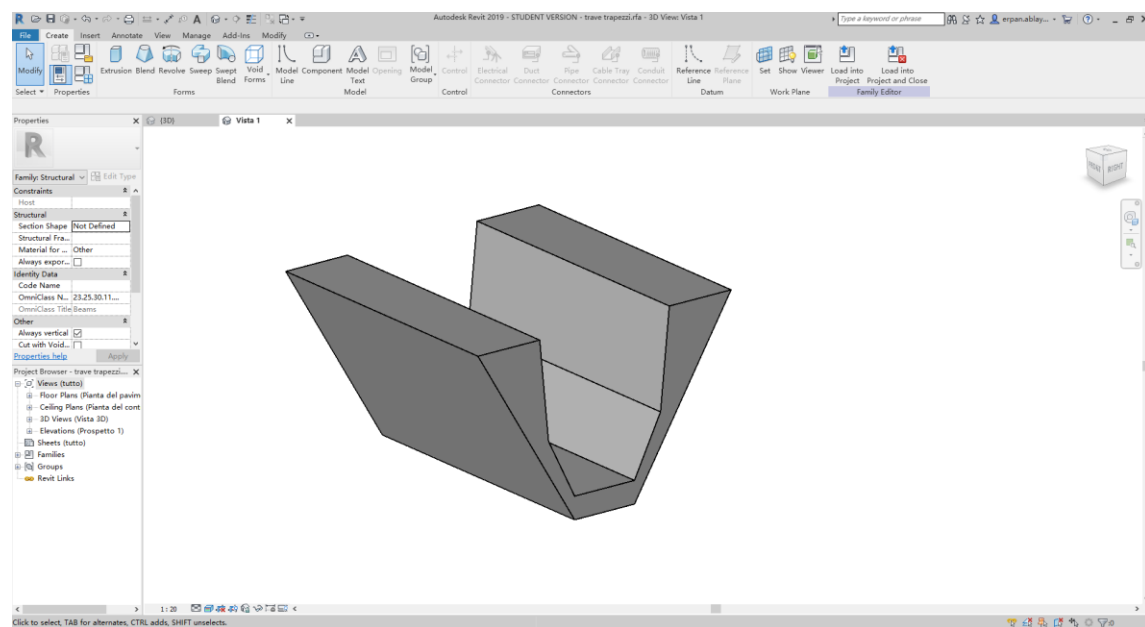 Autodesk Revit 2019 - STUDENT VERSION - trave trapezzi.rfa - 3D View: Vista 1
Type a keyword or phrase
erpan.ablay...
File Create Insert Annotate View Manage Add-Ins Modify
Modify Extrusion Blend Revolve Sweep Swept Blend Void Forms Model Line Component Model Text Opening Model Group Control Electrical Connector Duct Connector Pipe Connector Cable Tray Connector Conduit Connector Reference Line Reference Plane Set Show Viewer Load into Project Load into Project and Close
Select Properties Forms Model Control Connectors Datum Work Plane Family Editor
Properties X (3D) Vista 1 X
R
Family: Structural Edit Type
Constraints
Host
Structural
Section Shape Not Defined
Structural Fra...
Material for ... Other
Always expor...
Identity Data
Code Name
OmniClass N... 23.25.30.11....
OmniClass Title Beams
Other
Always vertical
Cut with Void...
Properties help Apply
Project Browser - trave trapezzi.... X
Views (tutto)
Floor Plans (Pianta del pavim
Ceiling Plans (Pianta del cont
3D Views (Vista 3D)
Elevations (Prospetto 1)
Sheets (tutto)
Families
Groups
Revit Links
RIGHT
1 : 20
Click to select, TAB for alternates, CTRL adds, SHIFT unselects.
:0